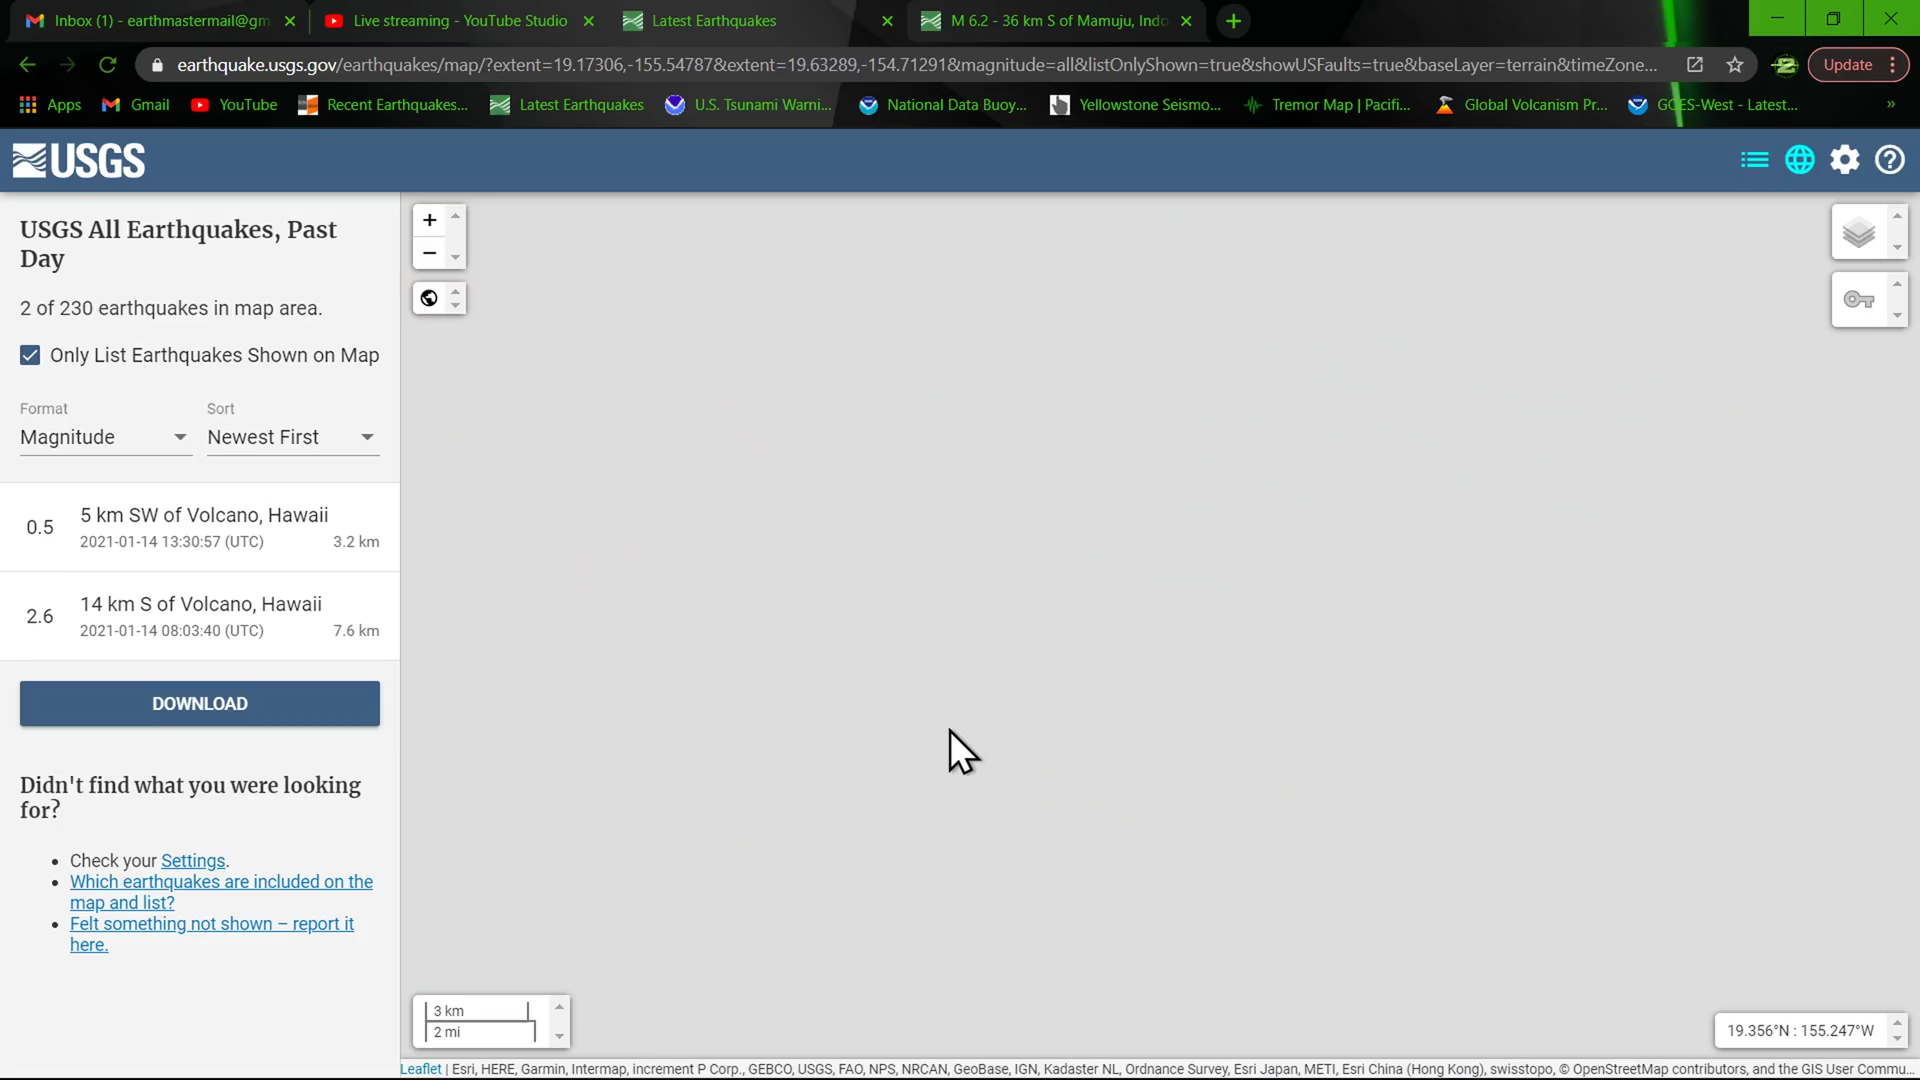 Inbox (1) - earthmastermail@gm
Live streaming - YouTube Studio
Latest Earthquakes
M 6.2 - 36 km S of Mamuju, Indo
earthquake.usgs.gov/earthquakes/map/?extent=19.17306,-155.54787&extent=19.63289,-154.71291&magnitude=all&listOnlyShown=true&showUSFaults=true&baseLayer=terrain&timeZone...
Update
Apps
Gmail
YouTube
Recent Earthquakes...
Latest Earthquakes
U.S. Tsunami Warni...
National Data Buoy...
Yellowstone Seismo...
Tremor Map | Pacifi...
Global Volcanism Pr...
GOES-West - Latest...
»
USGS
USGS All Earthquakes, Past
Day
2 of 230 earthquakes in map area.
Only List Earthquakes Shown on Map
Format
Sort
Magnitude
Newest First
0.5
5 km SW of Volcano, Hawaii
2021-01-14 13:30:57 (UTC)
3.2 km
2.6
14 km S of Volcano, Hawaii
2021-01-14 08:03:40 (UTC)
7.6 km
DOWNLOAD
Didn't find what you were looking
for?
• Check your Settings.
• Which earthquakes are included on the
map and list?
• Felt something not shown – report it
here.
+
−
3 km
2 mi
19.356°N : 155.247°W
Leaflet | Esri, HERE, Garmin, Intermap, increment P Corp., GEBCO, USGS, FAO, NPS, NRCAN, GeoBase, IGN, Kadaster NL, Ordnance Survey, Esri Japan, METI, Esri China (Hong Kong), swisstopo, © OpenStreetMap contributors, and the GIS User Commu...